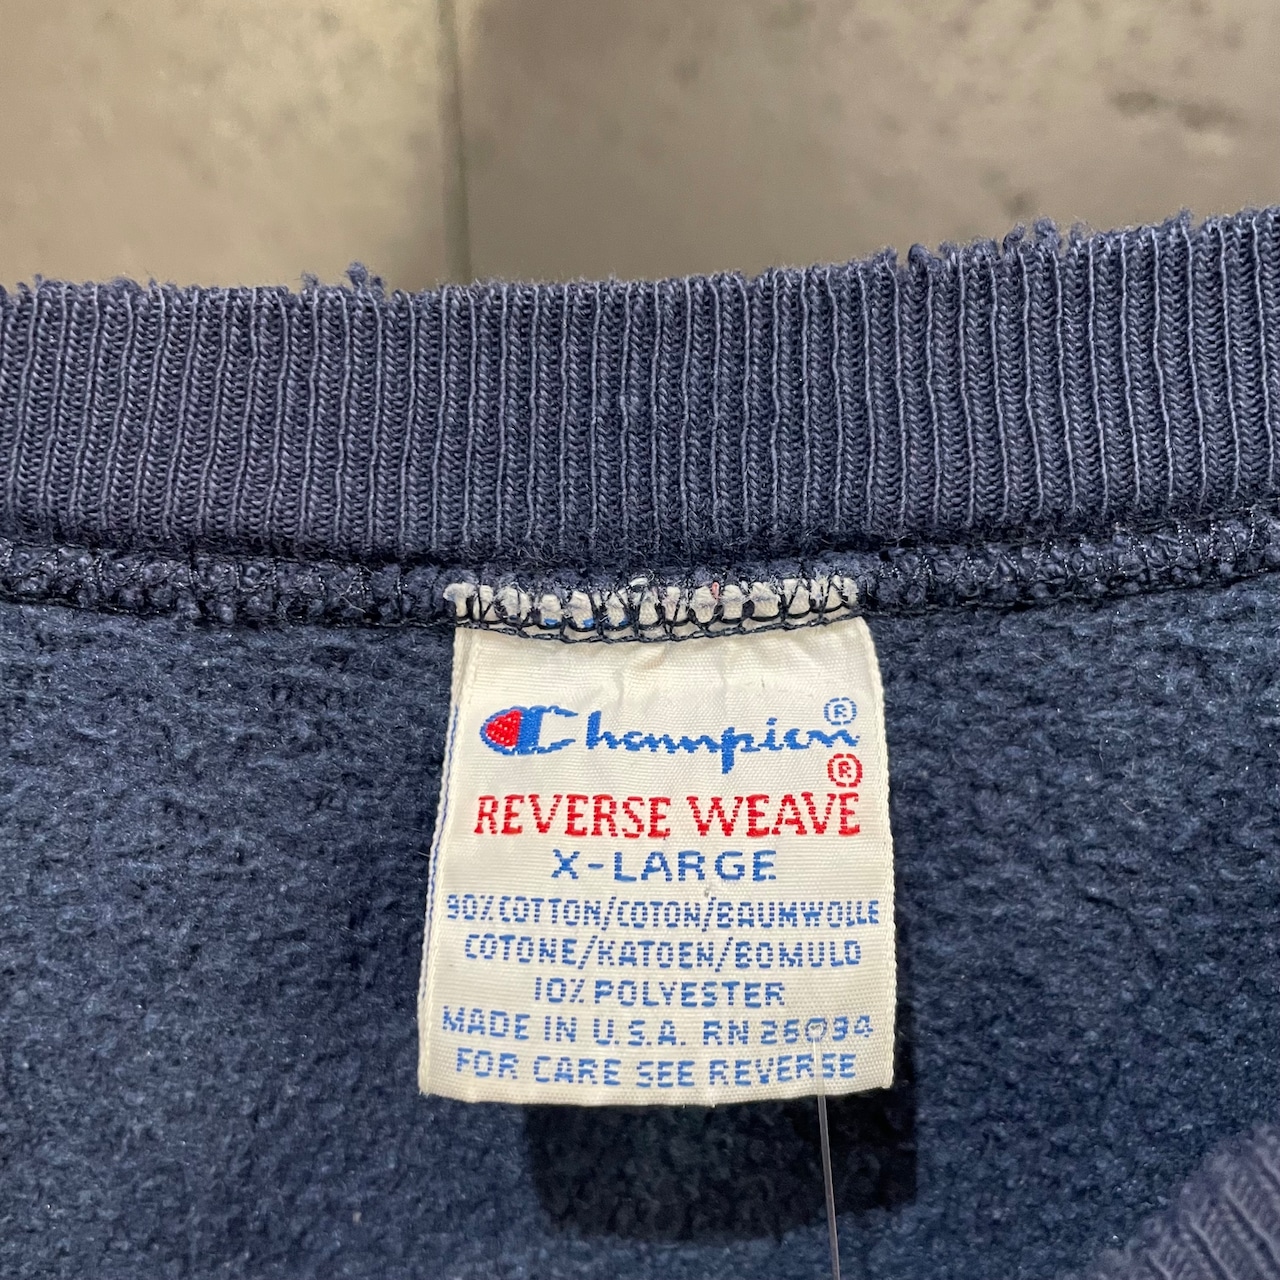 Champion®
®
REVERSE WEAVE
X-LARGE
90% COTTON/COTON/BAUMWOLLE
COTONE/KATOEN/BOMULD
10% POLYESTER
MADE IN U.S.A. RN 26094
FOR CARE SEE REVERSE